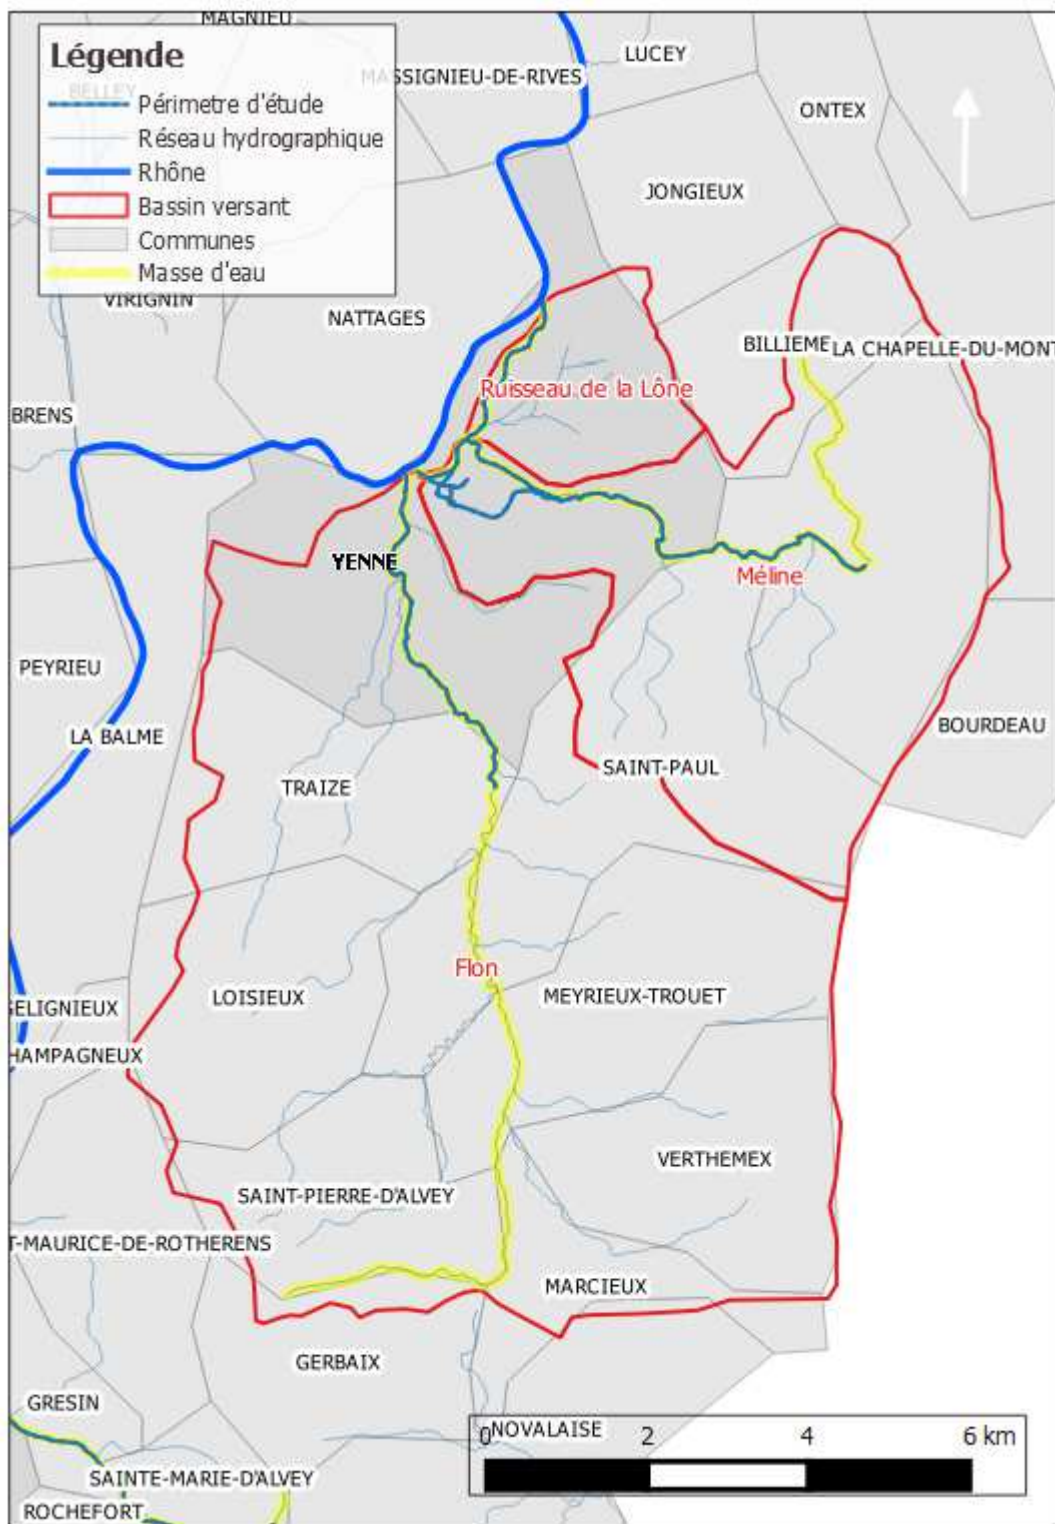 MAGNIEU
LUCEY
Légende
MASSIGNIEU-DE-RIVES
BELLEY
Périmetre d'étude
ONTEX
Réseau hydrographique
Rhône
JONGIEUX
Bassin versant
Communes
Masse d'eau
VIRIGNIN
NATTAGES
BILLIEME
LA CHAPELLE-DU-MONT
Ruisseau de la Lône
BRENS
YENNE
Méline
PEYRIEU
LA BALME
BOURDEAU
SAINT-PAUL
TRAIZE
Flon
LOISIEUX
MEYRIEUX-TROUET
GELIGNIEUX
HAMPAGNEUX
VERTHEMEX
SAINT-PIERRE-D'ALVEY
T-MAURICE-DE-ROTHERENS
MARCIEUX
GERBAIX
GRESIN
NOVALAISE
0 2 4 6 km
SAINTE-MARIE-D'ALVEY
ROCHEFORT